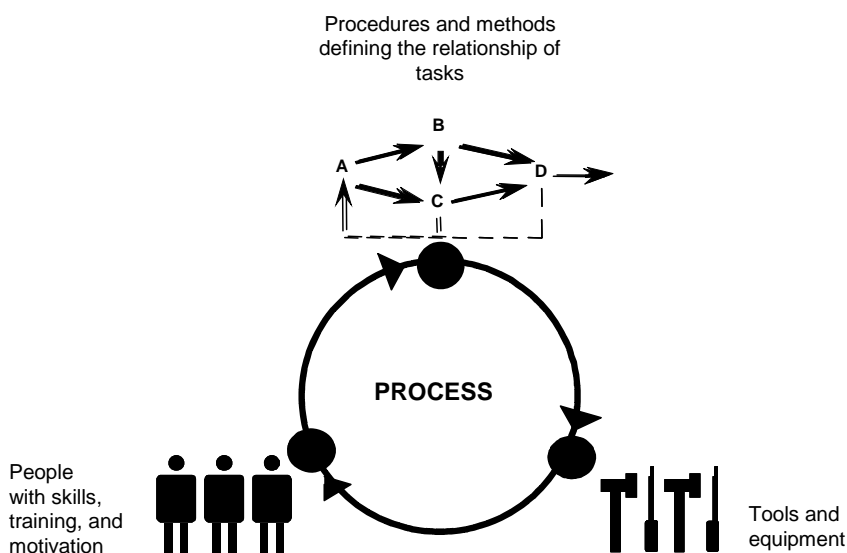 Procedures and methods
defining the relationship of
tasks
B
A
D
C
PROCESS
People
with skills,
training, and
motivation
Tools and
equipment